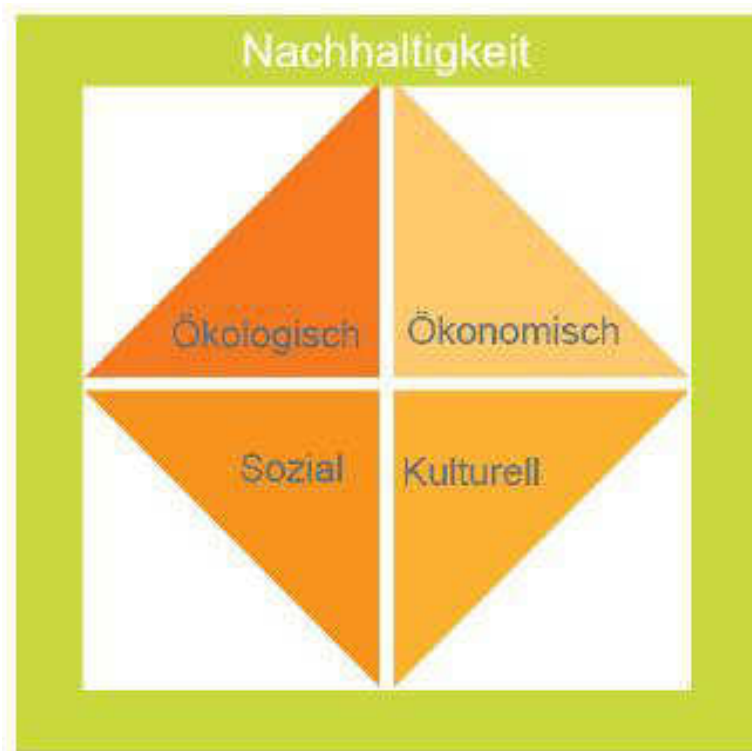 Nachhaltigkeit
Ökologisch
Ökonomisch
Sozial
Kulturell